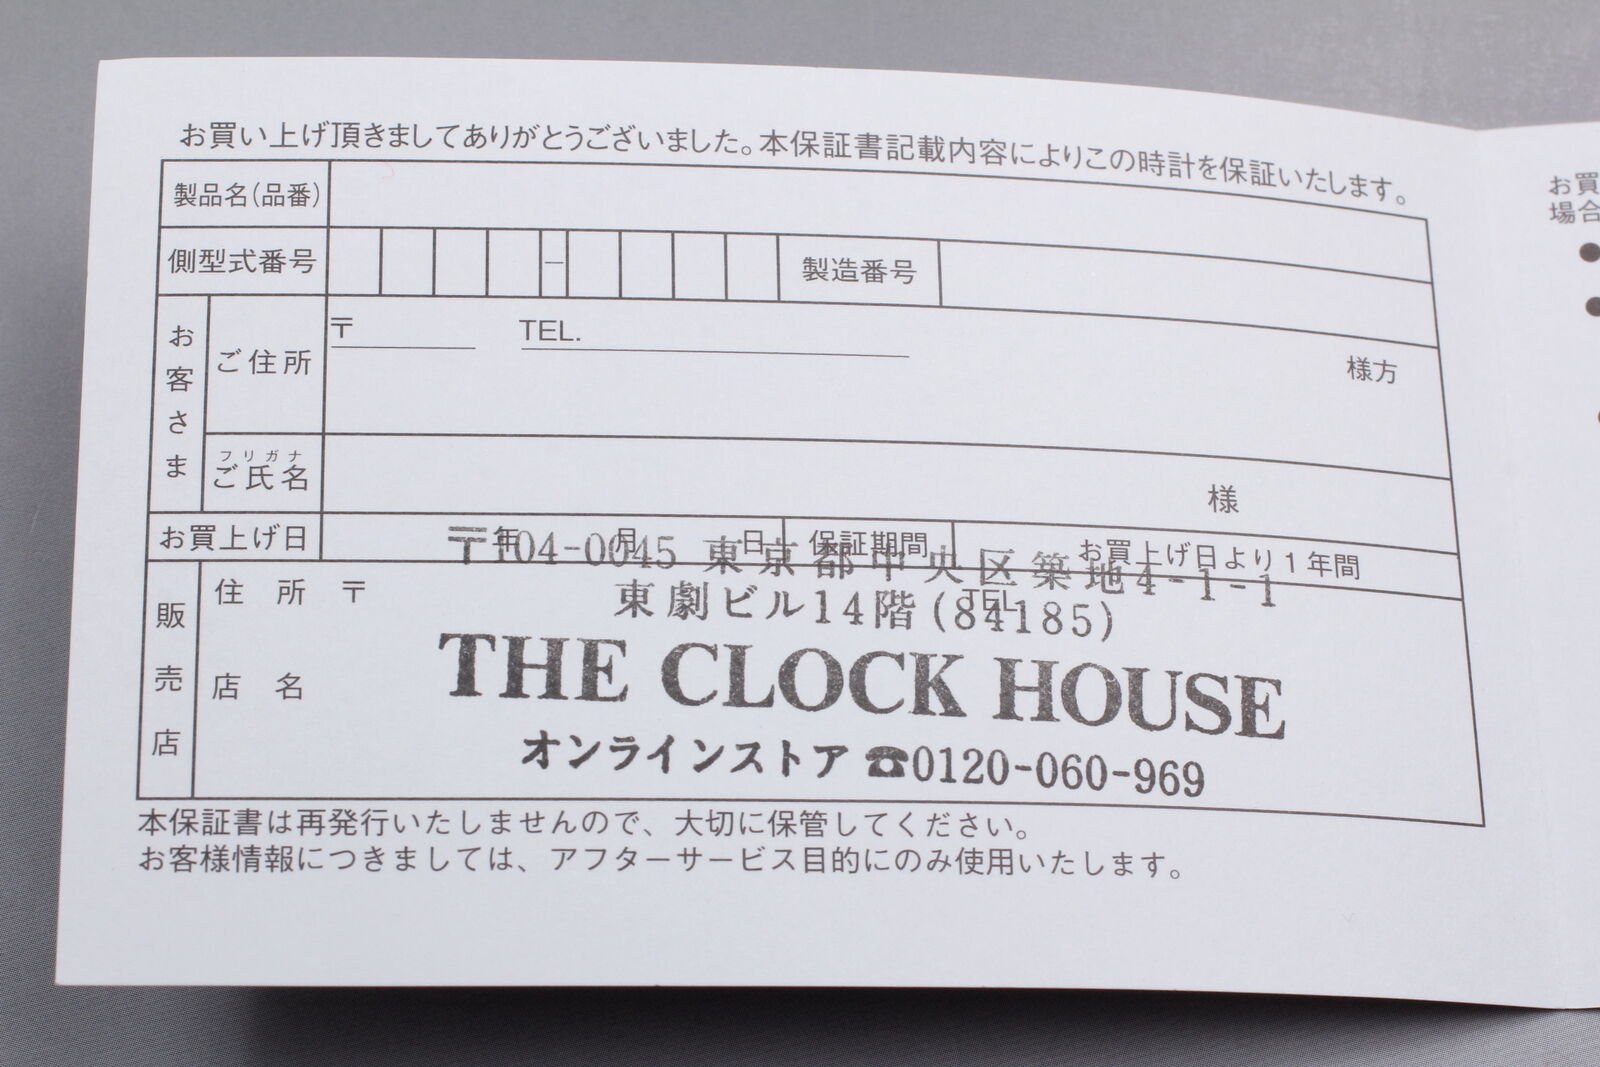 お買い上げ頂きましてありがとうございました。本保証書記載内容によりこの時計を保証いたします。
製品名(品番)
側型式番号 － 製造番号
お客さま
ご住所 〒 TEL. 様方
フリガナ
ご氏名 様
お買上げ日 年 月 日 保証期間 お買上げ日より1年間
〒104-0045 東京都中央区築地4-1-1
販売店
住所 〒 TEL
東劇ビル14階(84185)
店名
THE CLOCK HOUSE
オンラインストア ☎0120-060-969
本保証書は再発行いたしませんので、大切に保管してください。
お客様情報につきましては、アフターサービス目的にのみ使用いたします。
お買
場合